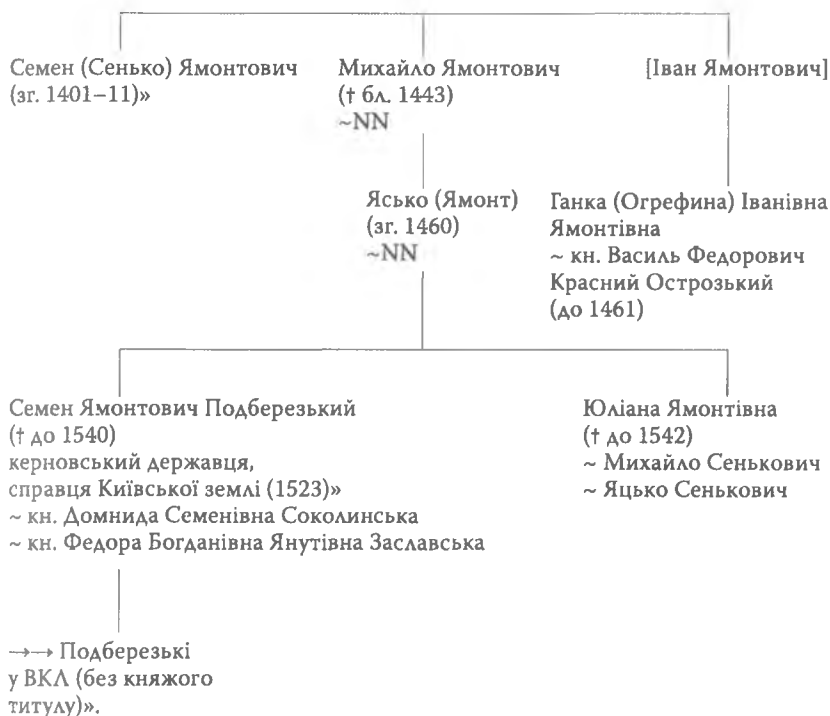 Семен (Сенько) Ямонтович
(зг. 1401–11)»
Михайло Ямонтович
(† бл. 1443)
~NN
[Іван Ямонтович]
Ясько (Ямонт)
(зг. 1460)
~NN
Ганка (Огрефина) Іванівна
Ямонтівна
~ кн. Василь Федорович
Красний Острозький
(до 1461)
Семен Ямонтович Подберезький
(† до 1540)
керновський державця,
справця Київської землі (1523)»
~ кн. Домнида Семенівна Соколинська
~ кн. Федора Богданівна Янутівна Заславська
Юліана Ямонтівна
(† до 1542)
~ Михайло Сенькович
~ Яцько Сенькович
→→ Подберезькі
у ВКЛ (без княжого
титулу)».